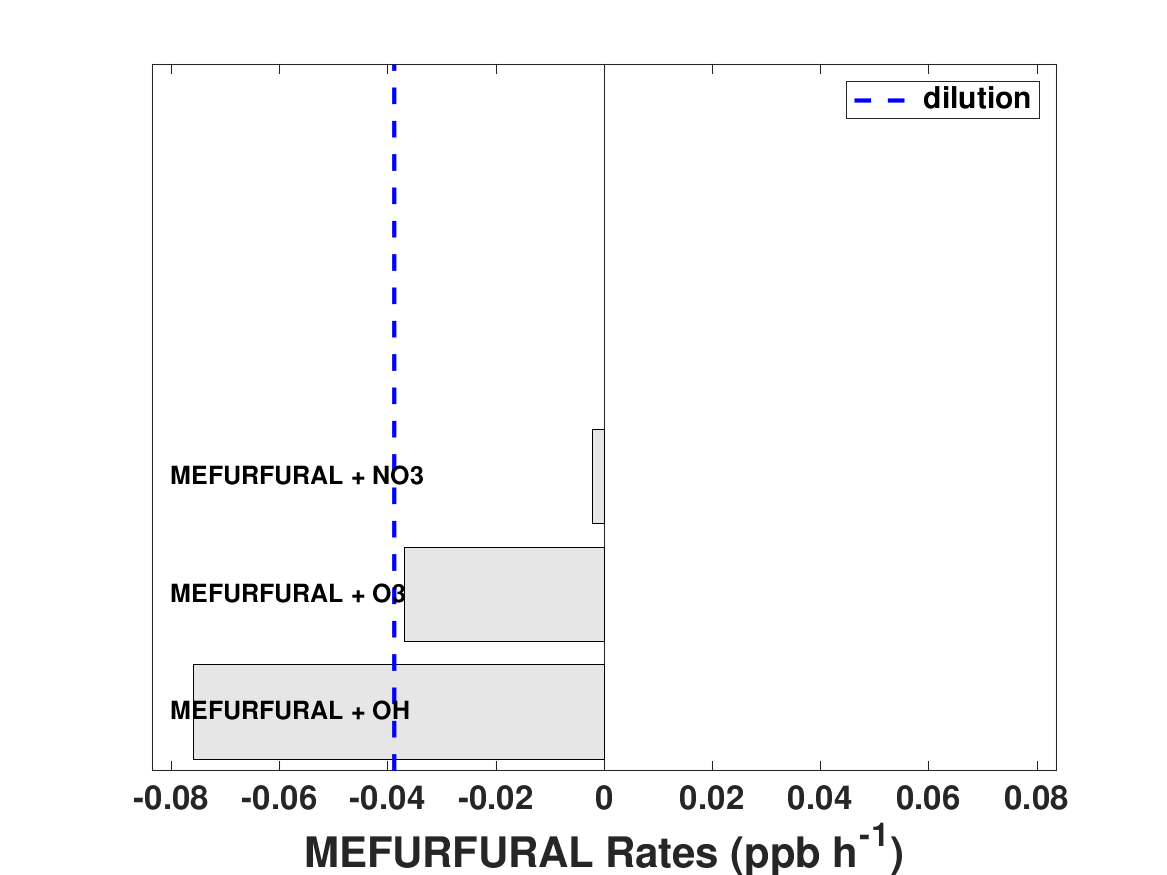 dilution
MEFURFURAL + NO3
MEFURFURAL + O3
MEFURFURAL + OH
-0.08 -0.06 -0.04 -0.02 0 0.02 0.04 0.06 0.08
MEFURFURAL Rates (ppb h⁻¹)